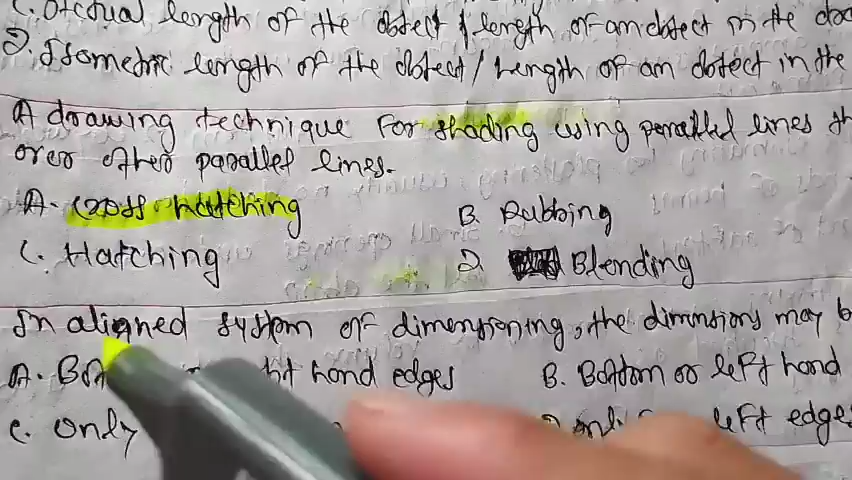 C. Actual length of the object / length of an object in the
D. Isometric length of the object / length of an object in the
A drawing technique for shading using parallel lines
over other parallel lines.
A. Cross hatching B. Rubbing
C. Hatching D. Blending
In aligned system of dimensioning, the dimensions may
A. hand edges B. Bottom or left hand
C. only left edges